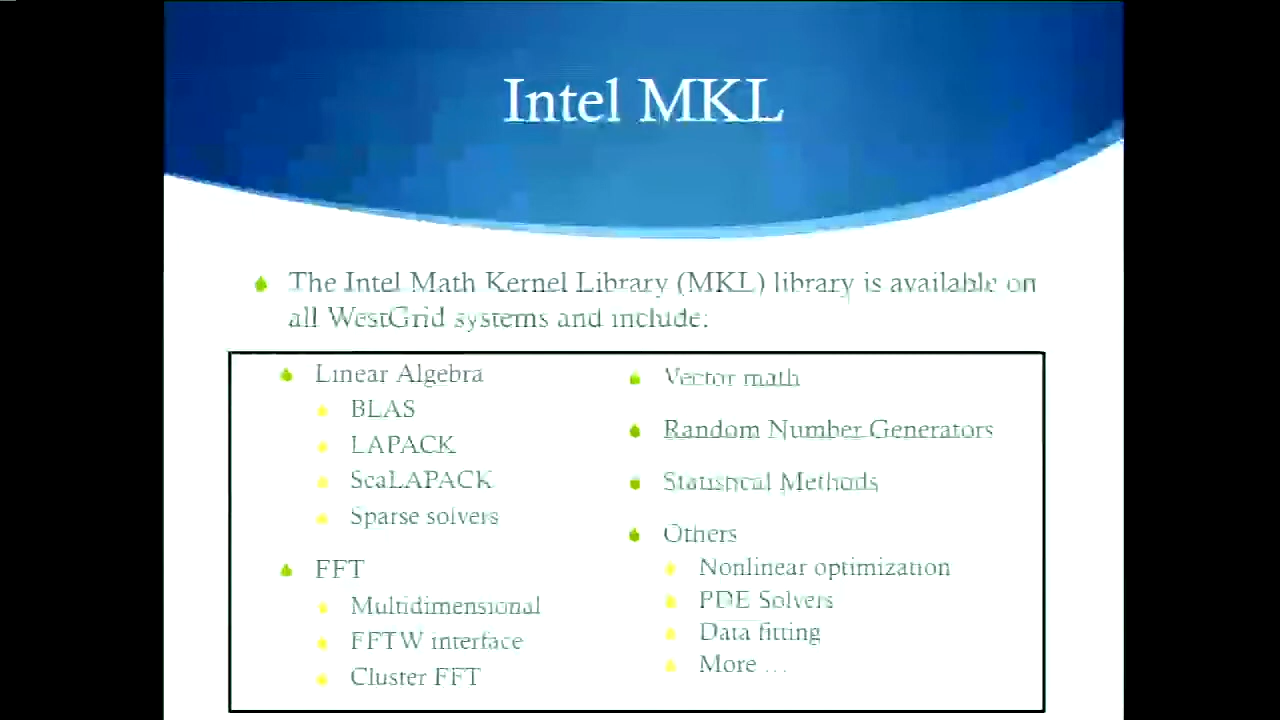 Intel MKL
The Intel Math Kernel Library (MKL) library is available on
all WestGrid systems and include:
Linear Algebra
BLAS
LAPACK
ScaLAPACK
Sparse solvers
FFT
Multidimensional
FFTW interface
Cluster FFT
Vector math
Random Number Generators
Statistical Methods
Others
Nonlinear optimization
PDE Solvers
Data fitting
More ...